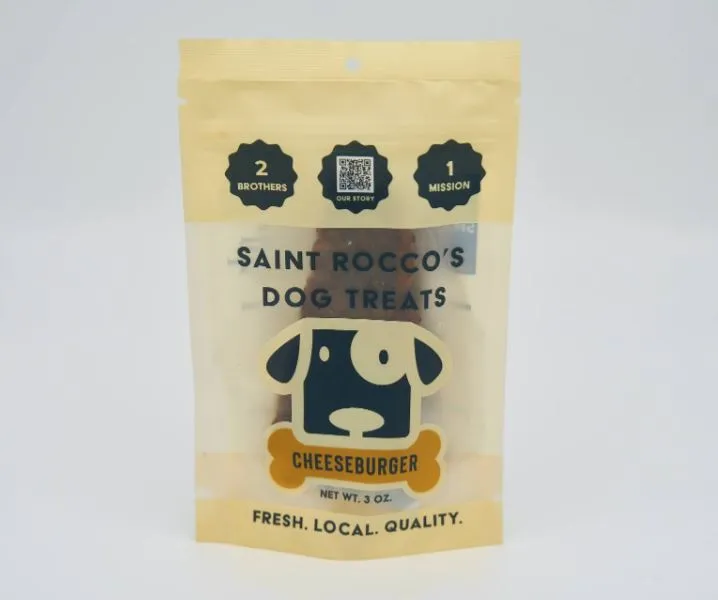 2
BROTHERS
OUR STORY
1
MISSION
SAINT ROCCO'S
DOG TREATS
CHEESEBURGER
NET WT. 3 OZ.
FRESH. LOCAL. QUALITY.